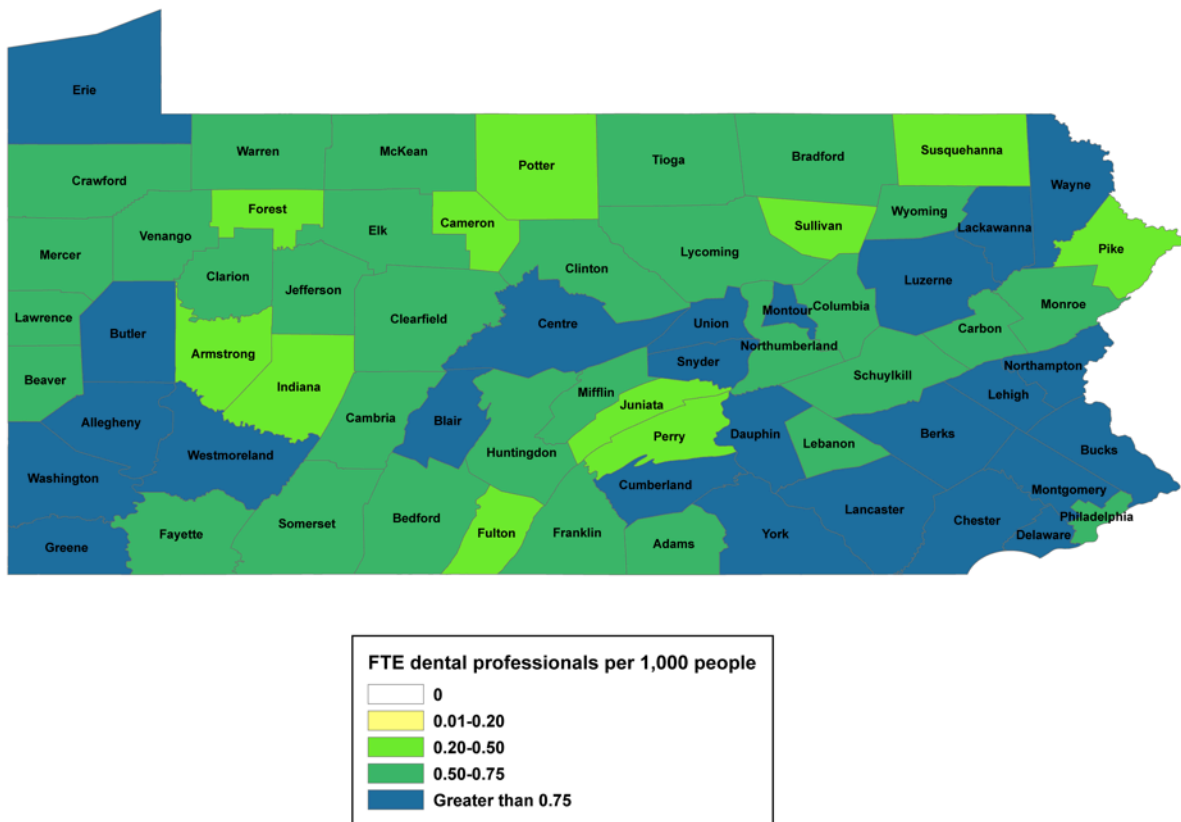 Erie
Warren
McKean
Potter
Tioga
Bradford
Susquehanna
Crawford
Wayne
Forest
Cameron
Elk
Sullivan
Wyoming
Lackawanna
Venango
Mercer
Clarion
Jefferson
Clinton
Lycoming
Luzerne
Pike
Lawrence
Butler
Clearfield
Centre
Union
Montour
Columbia
Carbon
Monroe
Armstrong
Snyder
Northumberland
Beaver
Indiana
Mifflin
Schuylkill
Northampton
Lehigh
Allegheny
Cambria
Blair
Juniata
Perry
Dauphin
Lebanon
Berks
Bucks
Westmoreland
Huntingdon
Washington
Cumberland
Montgomery
Lancaster
Philadelphia
Greene
Fayette
Somerset
Bedford
Fulton
Franklin
Adams
York
Chester
Delaware
FTE dental professionals per 1,000 people
0
0.01-0.20
0.20-0.50
0.50-0.75
Greater than 0.75